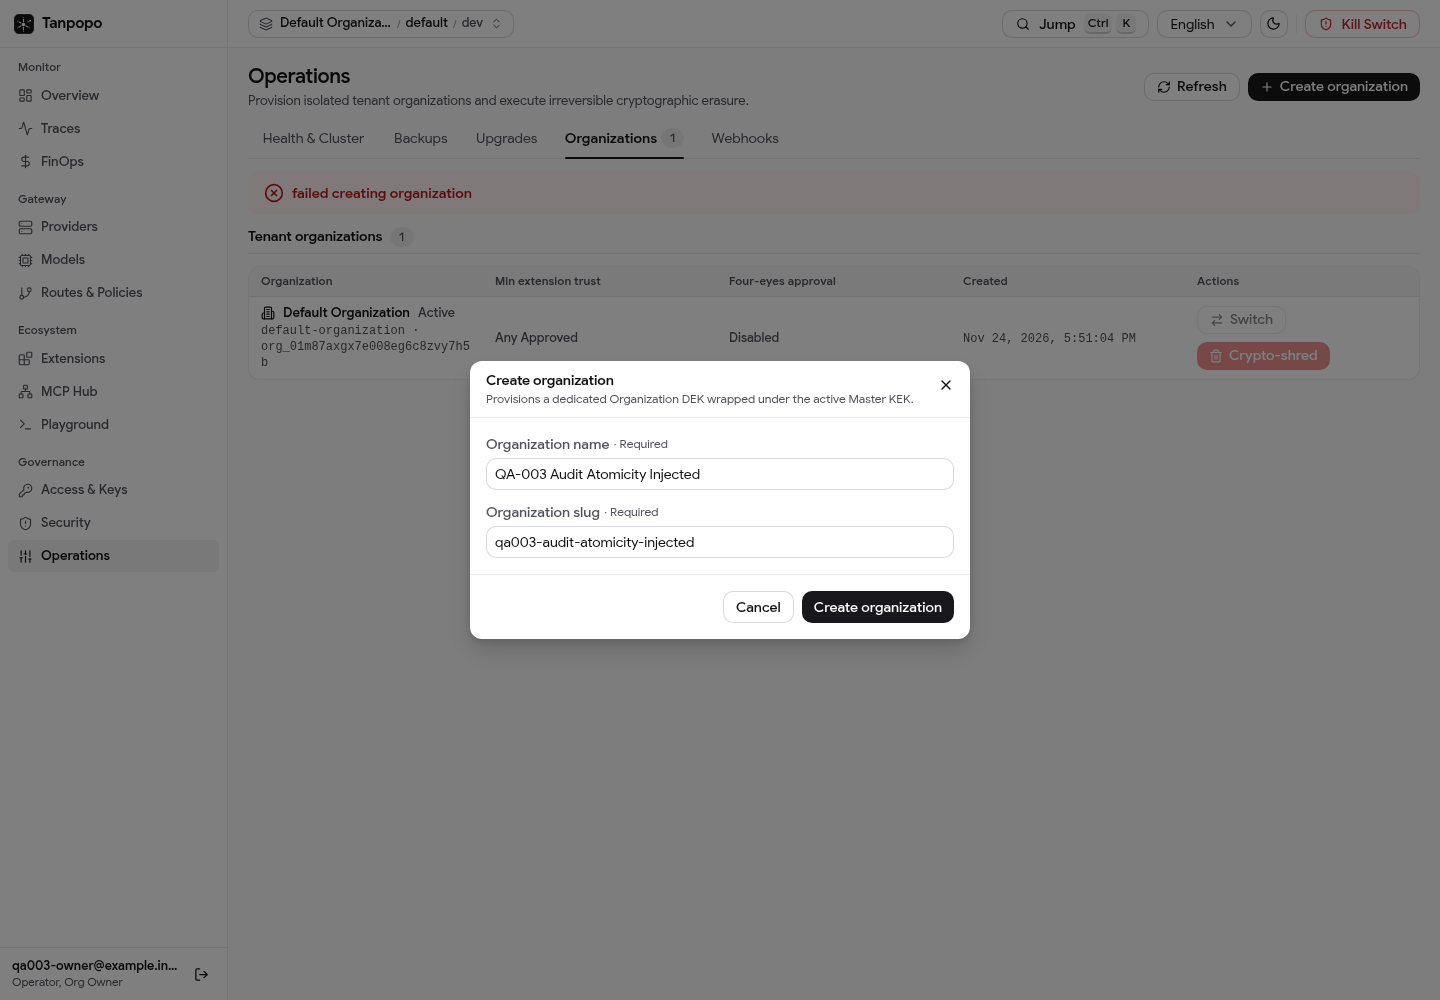 Tanpopo
Default Organiza... / default / dev
Jump Ctrl K
English
Kill Switch
Monitor
Overview
Traces
FinOps
Gateway
Providers
Models
Routes & Policies
Ecosystem
Extensions
MCP Hub
Playground
Governance
Access & Keys
Security
Operations
qa003-owner@example.in...
Operator, Org Owner
Operations
Provision isolated tenant organizations and execute irreversible cryptographic erasure.
Refresh
Create organization
Health & Cluster
Backups
Upgrades
Organizations 1
Webhooks
failed creating organization
Tenant organizations 1
Organization
Min extension trust
Four-eyes approval
Created
Actions
Default Organization Active
default-organization ·
org_01m87axgx7e008eg6c8zvy7h5
b
Any Approved
Disabled
Nov 24, 2026, 5:51:04 PM
Switch
Crypto-shred
Create organization
Provisions a dedicated Organization DEK wrapped under the active Master KEK.
Organization name · Required
QA-003 Audit Atomicity Injected
Organization slug · Required
qa003-audit-atomicity-injected
Cancel
Create organization